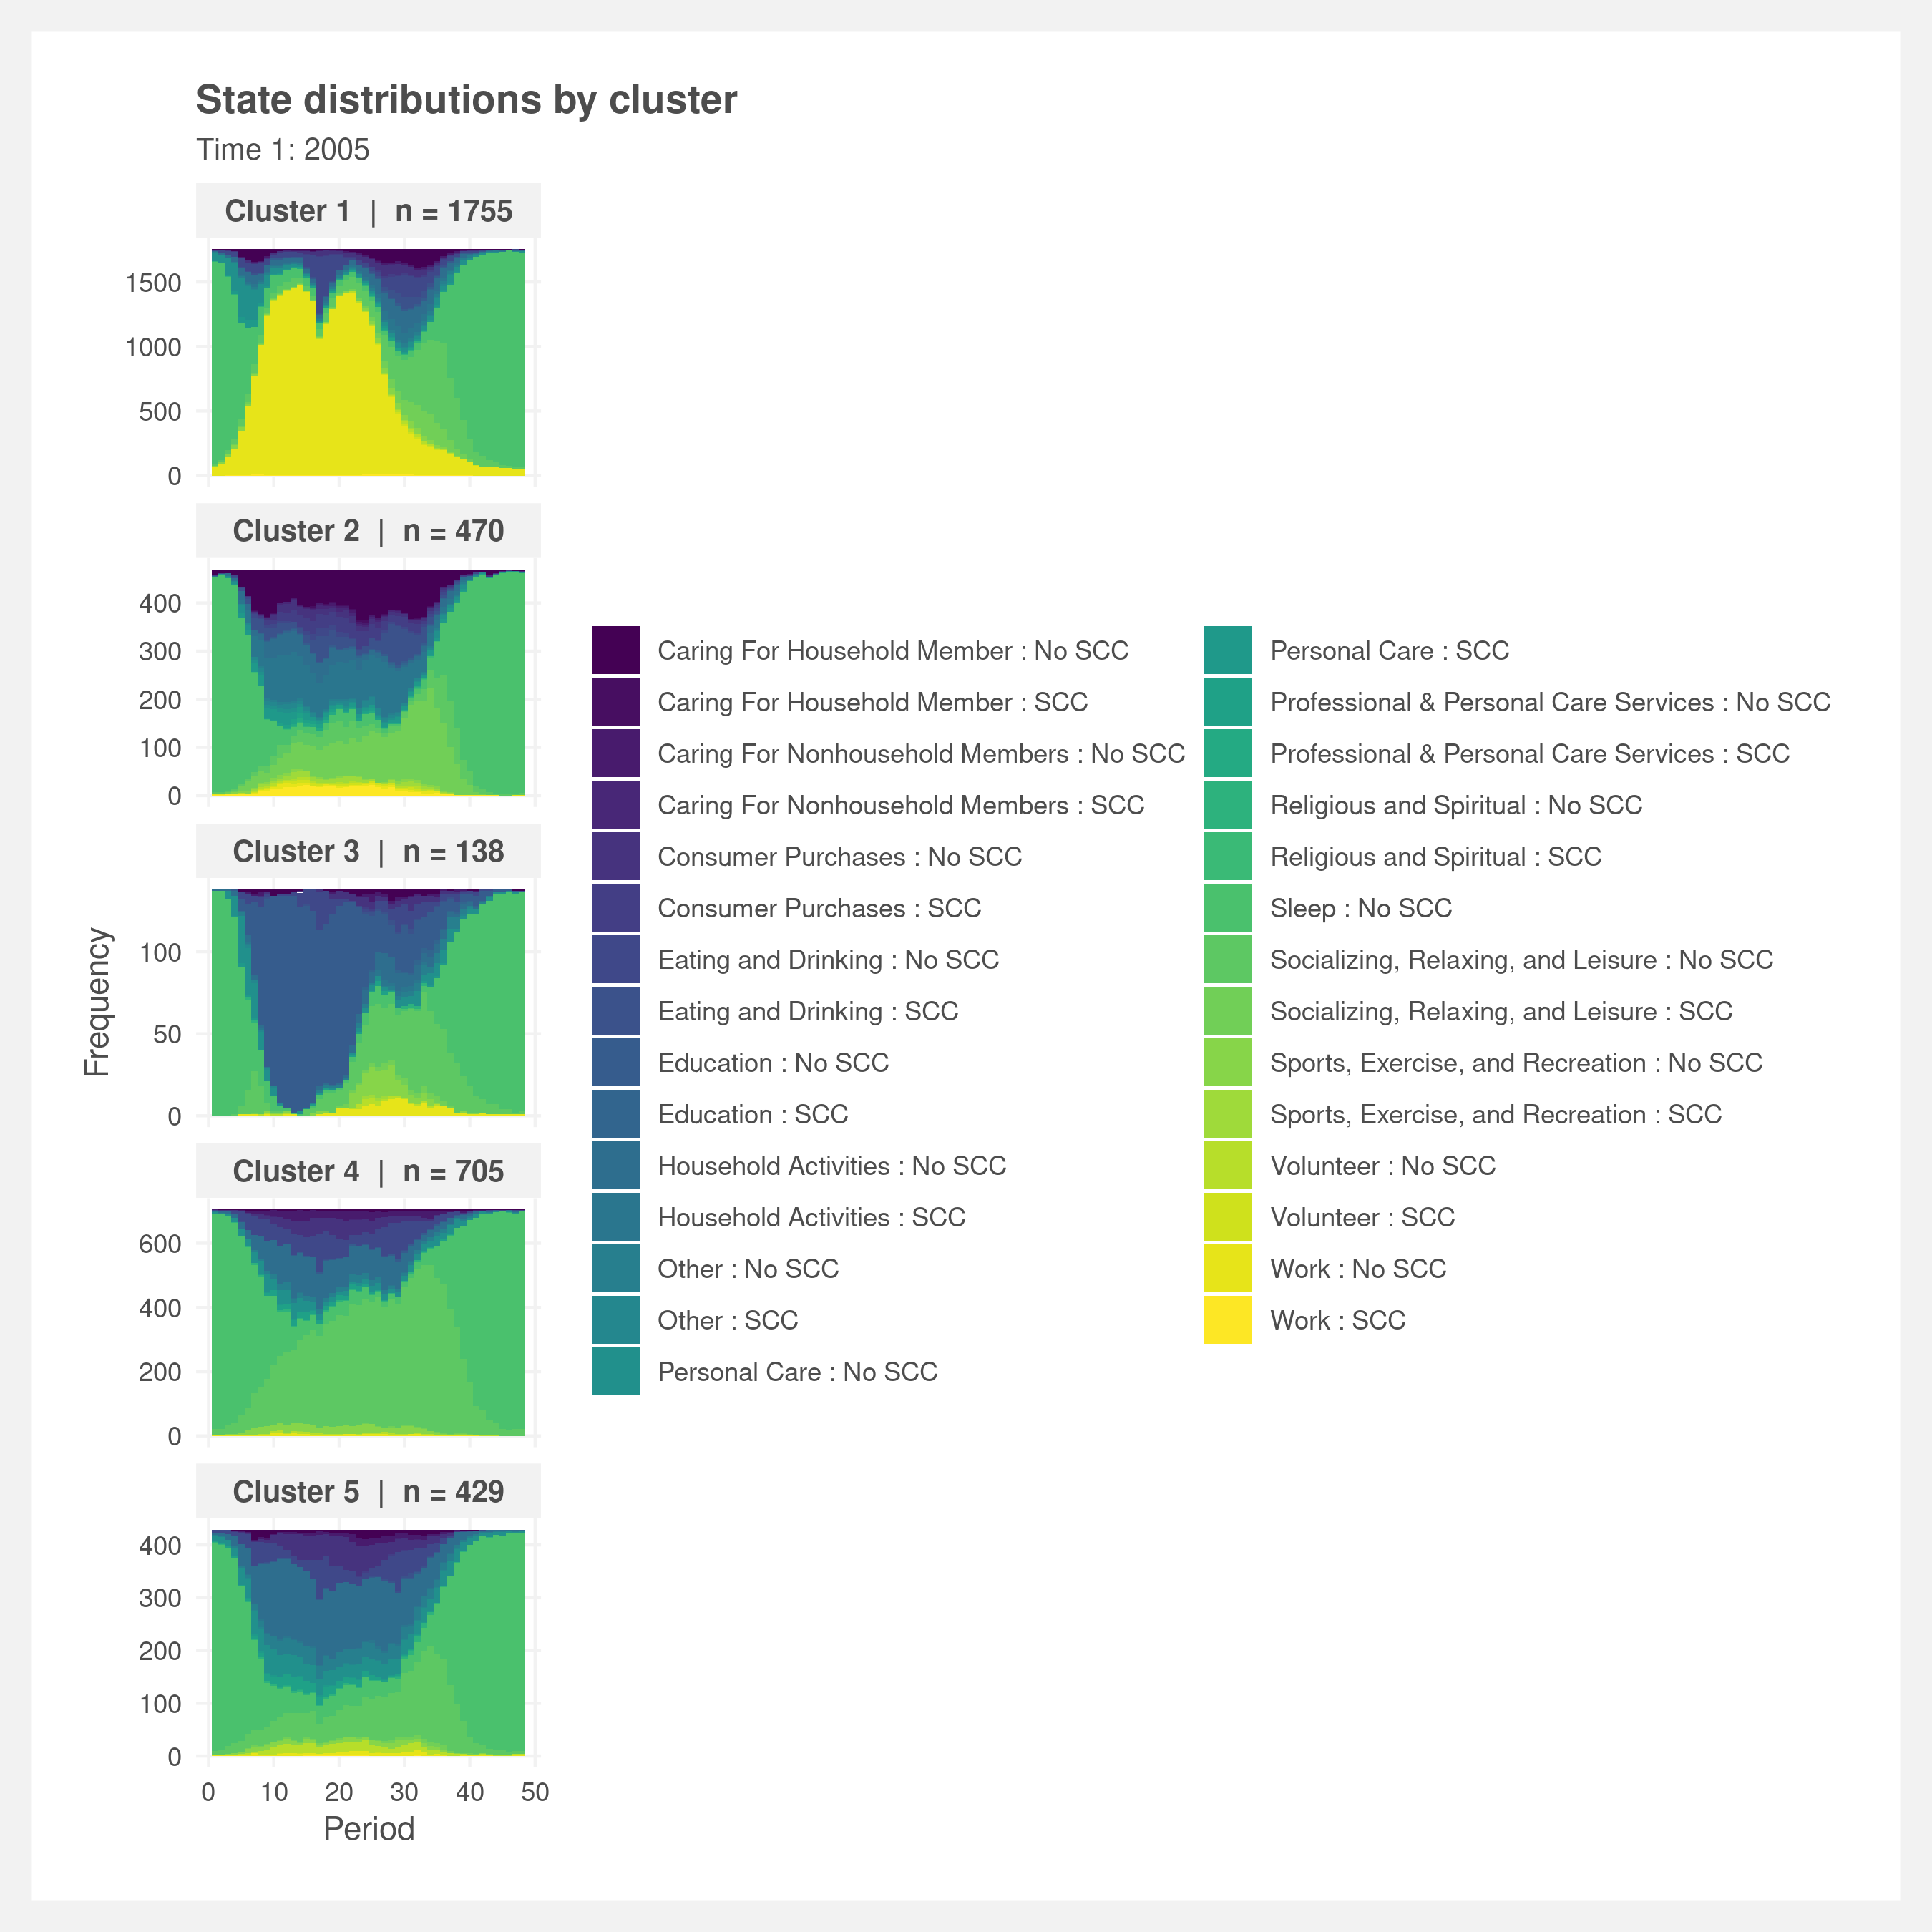 State distributions by cluster
Time 1: 2005
Cluster 1 | n = 1755
1500
1000
500
0
Cluster 2 | n = 470
400
300
200
100
0
Cluster 3 | n = 138
100
50
0
Cluster 4 | n = 705
600
400
200
0
Cluster 5 | n = 429
400
300
200
100
0
0 10 20 30 40 50
Period
Frequency
Caring For Household Member : No SCC
Caring For Household Member : SCC
Caring For Nonhousehold Members : No SCC
Caring For Nonhousehold Members : SCC
Consumer Purchases : No SCC
Consumer Purchases : SCC
Eating and Drinking : No SCC
Eating and Drinking : SCC
Education : No SCC
Education : SCC
Household Activities : No SCC
Household Activities : SCC
Other : No SCC
Other : SCC
Personal Care : No SCC
Personal Care : SCC
Professional & Personal Care Services : No SCC
Professional & Personal Care Services : SCC
Religious and Spiritual : No SCC
Religious and Spiritual : SCC
Sleep : No SCC
Socializing, Relaxing, and Leisure : No SCC
Socializing, Relaxing, and Leisure : SCC
Sports, Exercise, and Recreation : No SCC
Sports, Exercise, and Recreation : SCC
Volunteer : No SCC
Volunteer : SCC
Work : No SCC
Work : SCC